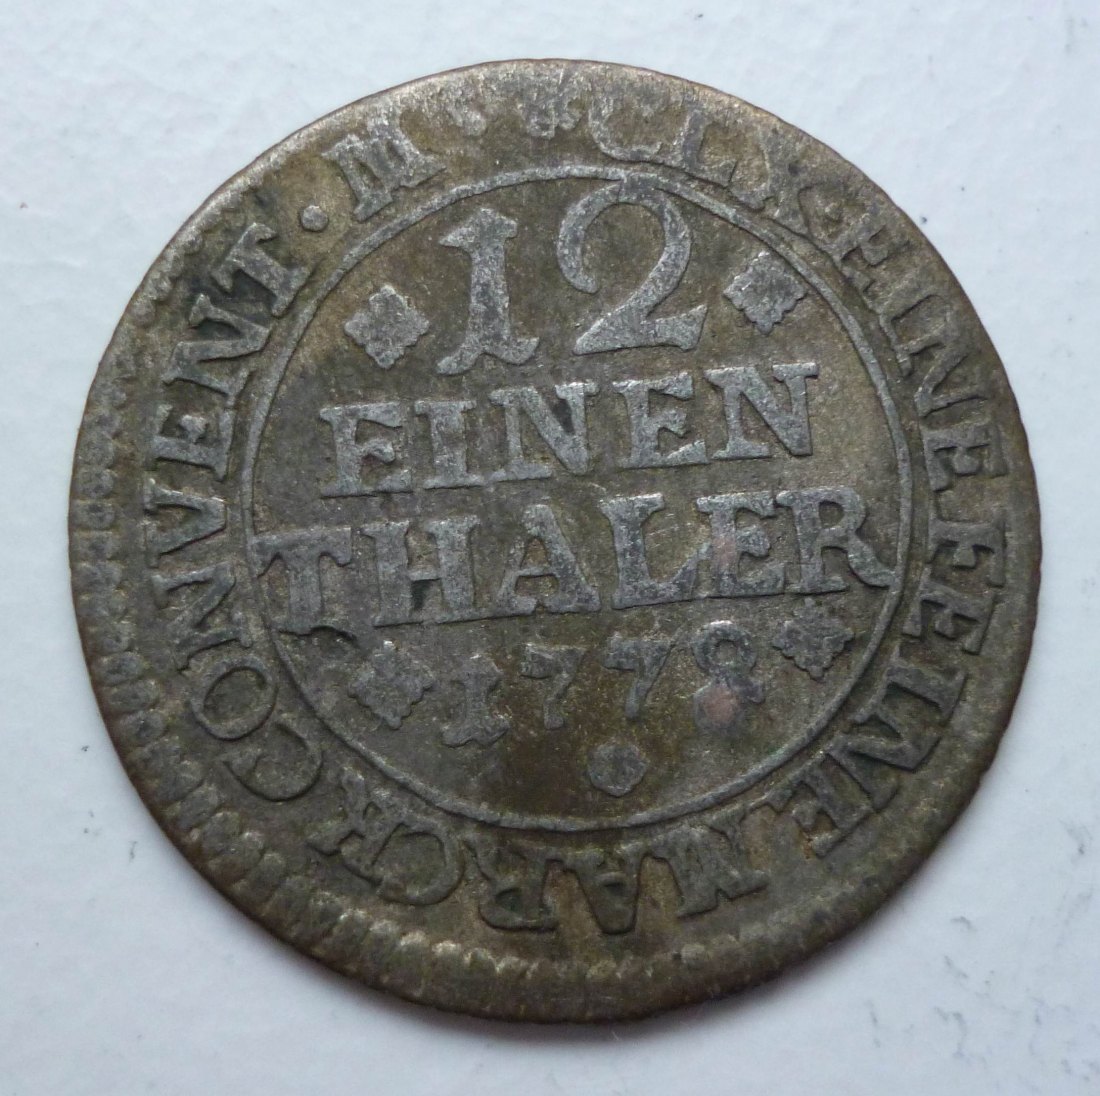 12
EINEN
THALER
1778
CLX·EINE FEINE MARCK CONVENT·M·